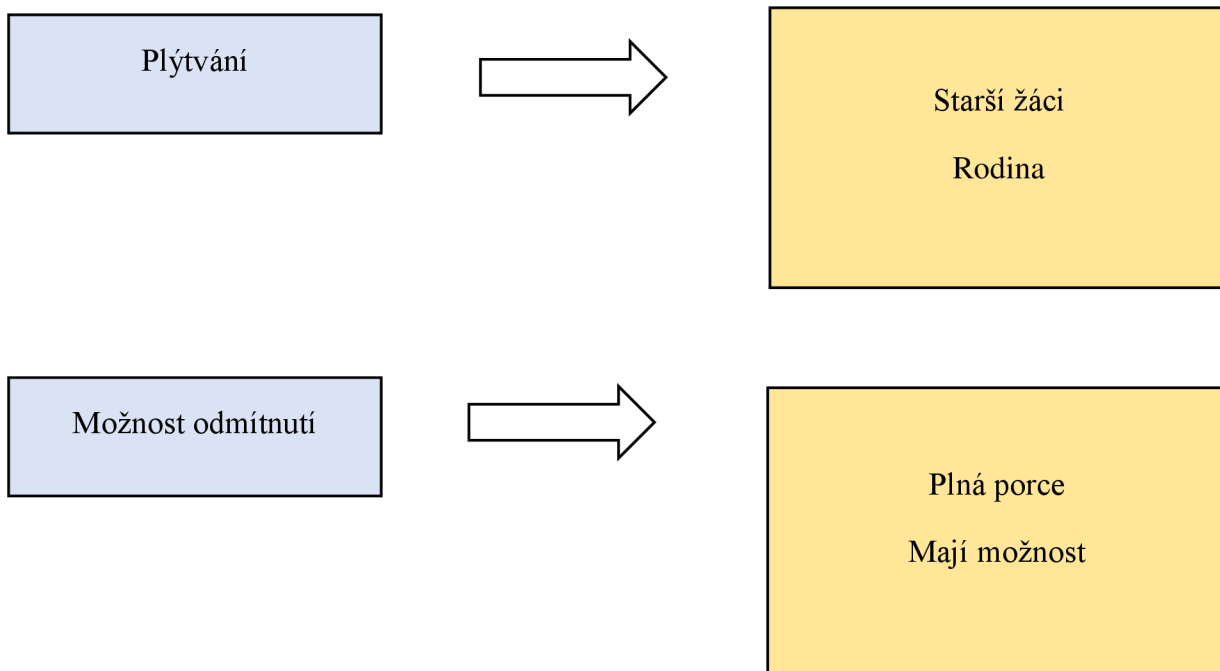 Plýtvání
Starší žáci
Rodina
Možnost odmítnutí
Plná porce
Mají možnost